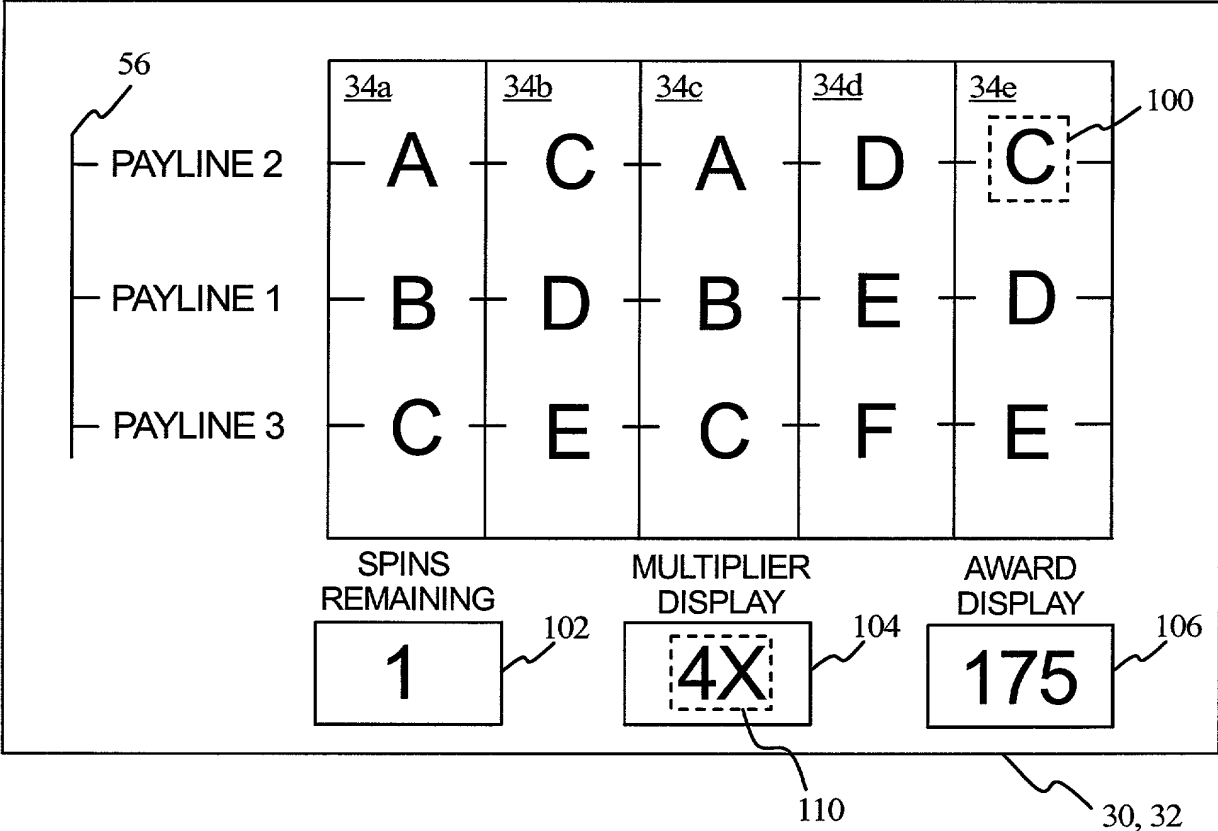 56
34a 34b 34c 34d 34e
100
PAYLINE 2 A C A D C
PAYLINE 1 B D B E D
PAYLINE 3 C E C F E
SPINS REMAINING
MULTIPLIER DISPLAY
AWARD DISPLAY
1 102
4X 104
175 106
110
30, 32